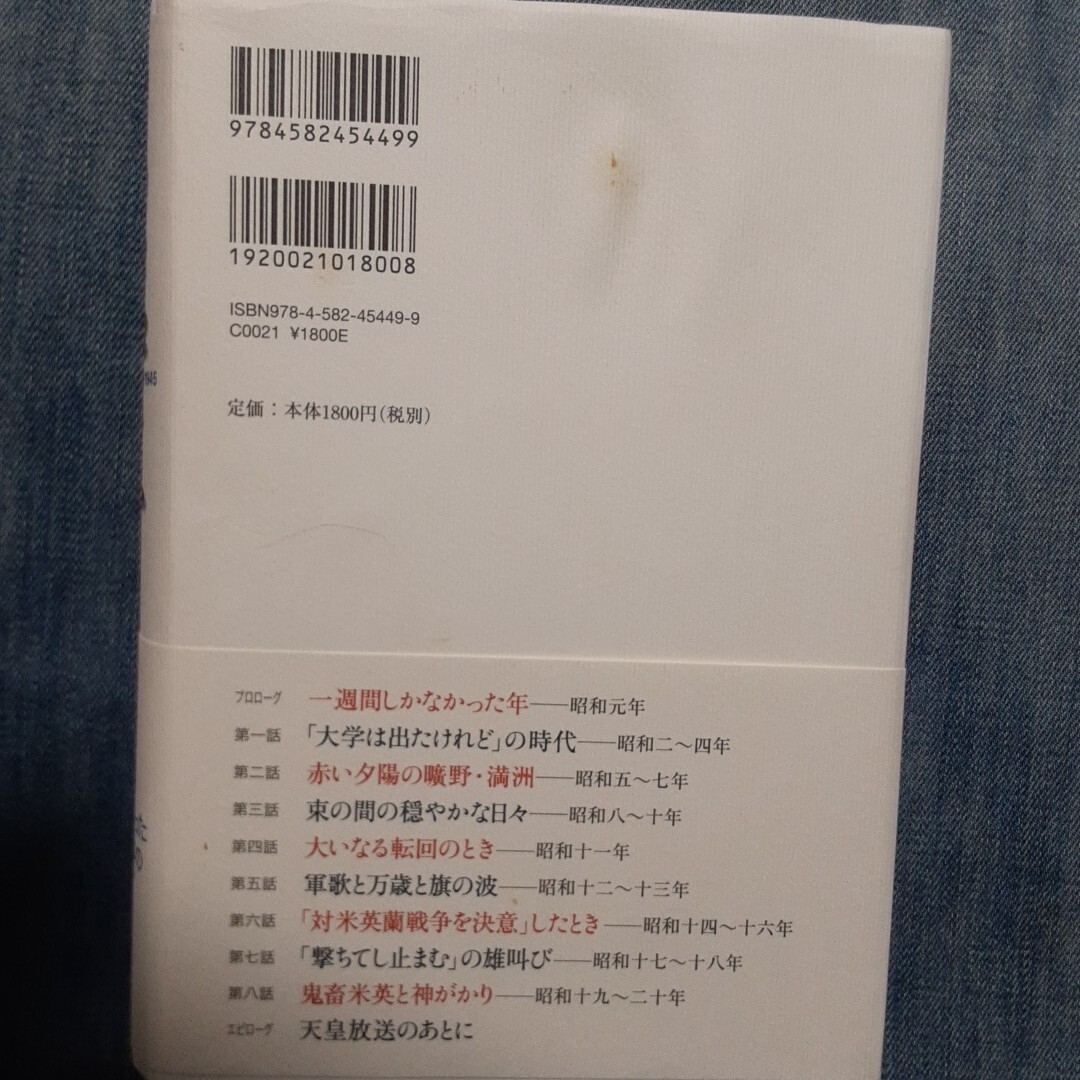 9784582454499
1920021018008
ISBN978-4-582-45449-9
C0021 ¥1800E
定価：本体1800円(税別)
プロローグ 一週間しかなかった年——昭和元年
第一話 「大学は出たけれど」の時代——昭和二〜四年
第二話 赤い夕陽の曠野・満洲——昭和五〜七年
第三話 束の間の穏やかな日々——昭和八〜十年
第四話 大いなる転回のとき——昭和十一年
第五話 軍歌と万歳と旗の波——昭和十二〜十三年
第六話 「対米英蘭戦争を決意」したとき——昭和十四〜十六年
第七話 「撃ちてし止まむ」の雄叫び——昭和十七〜十八年
第八話 鬼畜米英と神がかり——昭和十九〜二十年
エピローグ 天皇放送のあとに